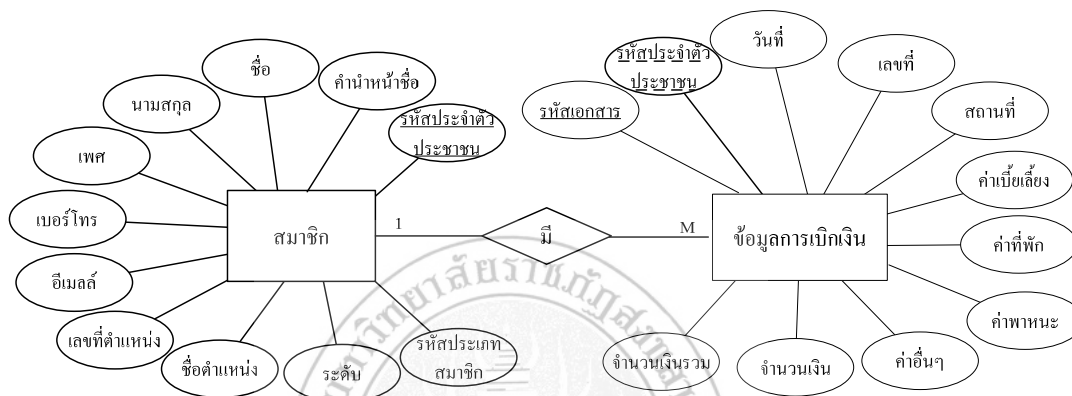 ชื่อ
คำนำหน้าชื่อ
นามสกุล
รหัสประจำตัว
ประชาชน
เพศ
เบอร์โทร
อีเมลล์
เลขที่ตำแหน่ง
ชื่อตำแหน่ง
ระดับ
รหัสประเภท
สมาชิก
สมาชิก
1
มี
M
ข้อมูลการเบิกเงิน
รหัสเอกสาร
รหัสประจำตัว
ประชาชน
วันที่
เลขที่
สถานที่
ค่าเบี้ยเลี้ยง
ค่าที่พัก
ค่าพาหนะ
ค่าอื่นๆ
จำนวนเงิน
จำนวนเงินรวม